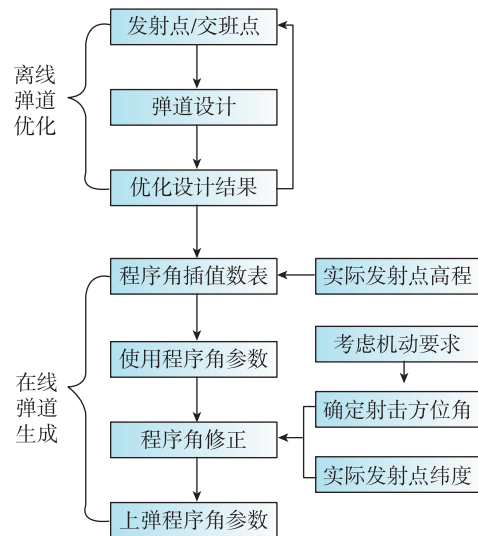 发射点/交班点
离线
弹道
优化
弹道设计
优化设计结果
程序角插值数表
实际发射点高程
使用程序角参数
考虑机动要求
在线
弹道
生成
确定射击方位角
程序角修正
实际发射点纬度
上弹程序角参数